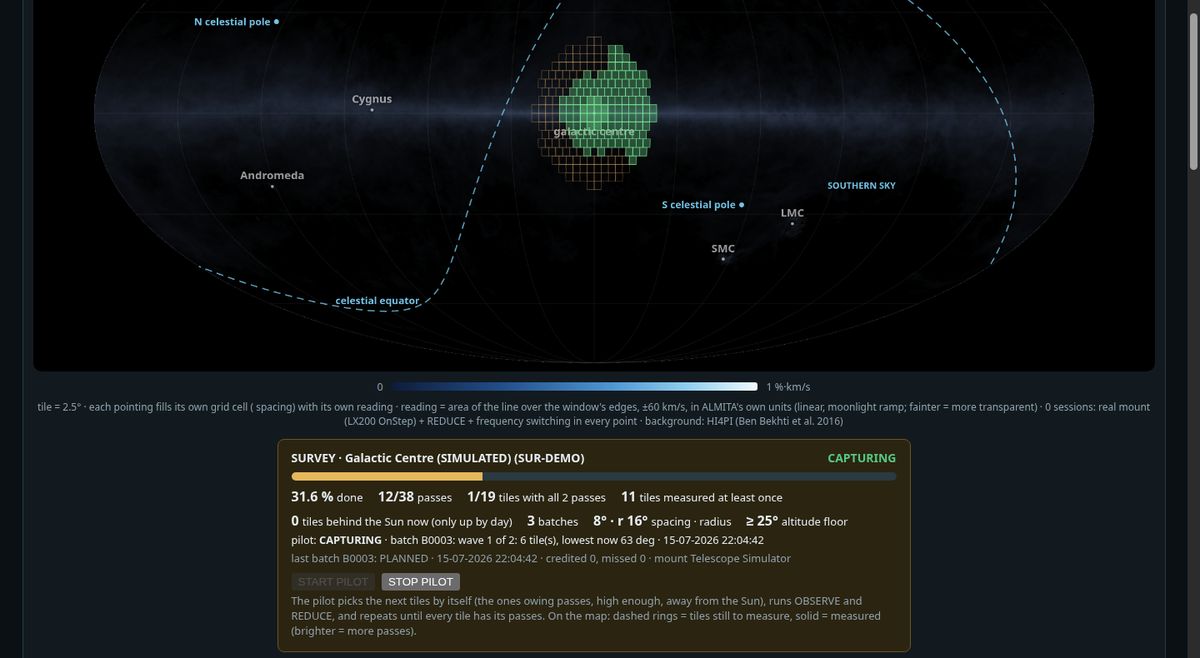 N celestial pole
Cygnus
galactic centre
Andromeda
SOUTHERN SKY
S celestial pole
LMC
SMC
celestial equator
0 1 %·km/s
tile = 2.5° · each pointing fills its own grid cell ( spacing) with its own reading · reading = area of the line over the window's edges, ±60 km/s, in ALMITA's own units (linear, moonlight ramp; fainter = more transparent) · 0 sessions: real mount
(LX200 OnStep) + REDUCE + frequency switching in every point · background: HI4PI (Ben Bekhti et al. 2016)
SURVEY · Galactic Centre (SIMULATED) (SUR-DEMO) CAPTURING
31.6 % done 12/38 passes 1/19 tiles with all 2 passes 11 tiles measured at least once
0 tiles behind the Sun now (only up by day) 3 batches 8° · r 16° spacing · radius ≥ 25° altitude floor
pilot: CAPTURING · batch B0003: wave 1 of 2: 6 tile(s), lowest now 63 deg · 15-07-2026 22:04:42
last batch B0003: PLANNED · 15-07-2026 22:04:42 · credited 0, missed 0 · mount Telescope Simulator
START PILOT STOP PILOT
The pilot picks the next tiles by itself (the ones owing passes, high enough, away from the Sun), runs OBSERVE and
REDUCE, and repeats until every tile has its passes. On the map: dashed rings = tiles still to measure, solid = measured
(brighter = more passes).